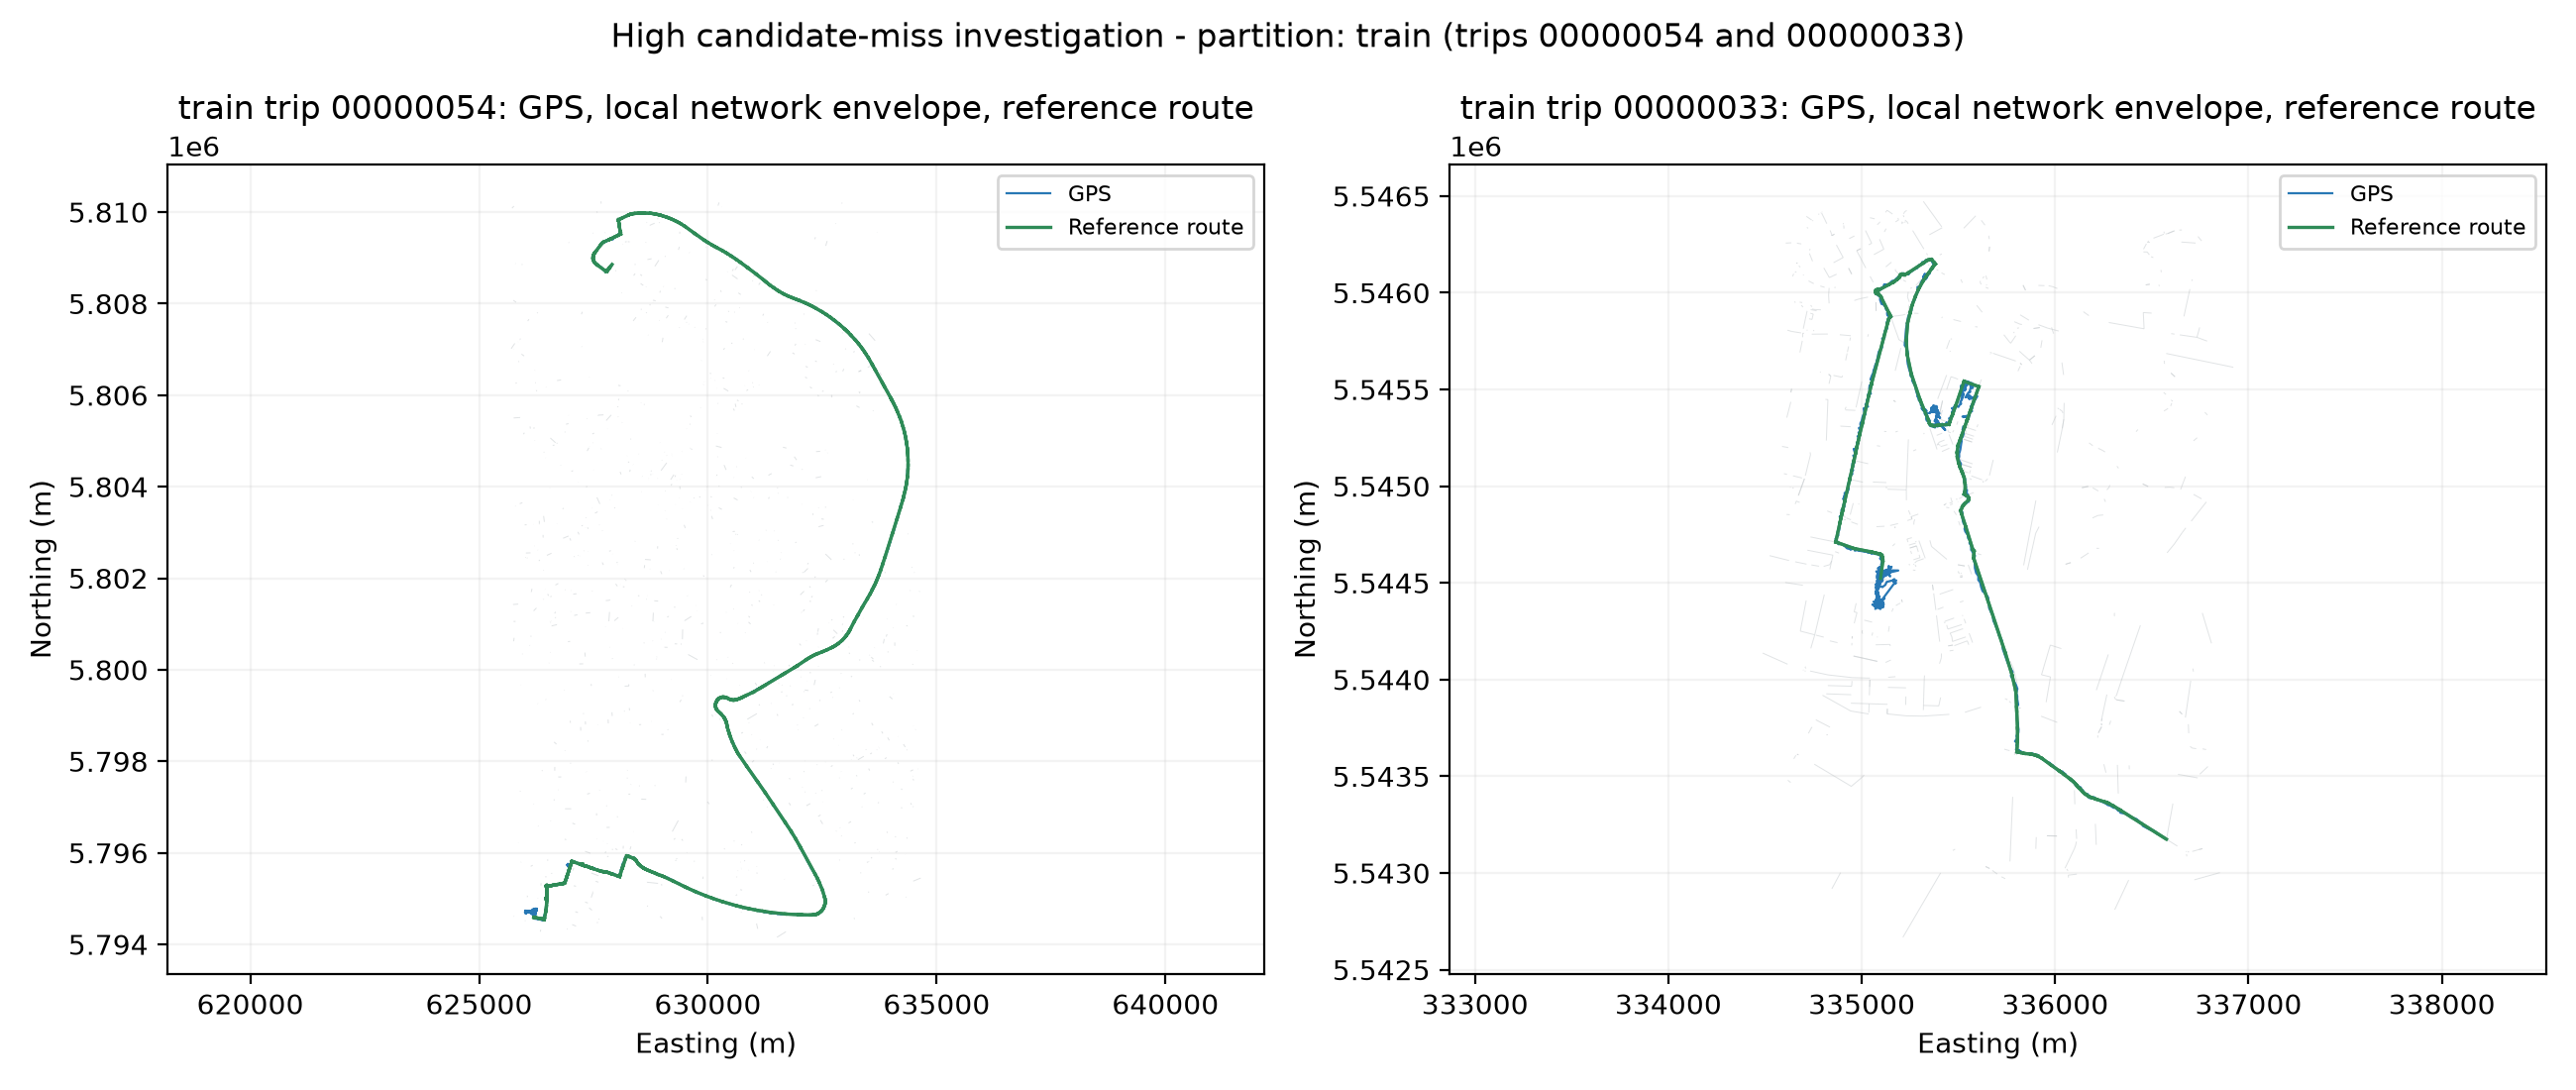 High candidate-miss investigation - partition: train (trips 00000054 and 00000033)
train trip 00000054: GPS, local network envelope, reference route
1e6
GPS
Reference route
5.810
5.808
5.806
5.804
5.802
5.800
5.798
5.796
5.794
Northing (m)
620000 625000 630000 635000 640000
Easting (m)
train trip 00000033: GPS, local network envelope, reference route
1e6
GPS
Reference route
5.5465
5.5460
5.5455
5.5450
5.5445
5.5440
5.5435
5.5430
5.5425
Northing (m)
333000 334000 335000 336000 337000 338000
Easting (m)